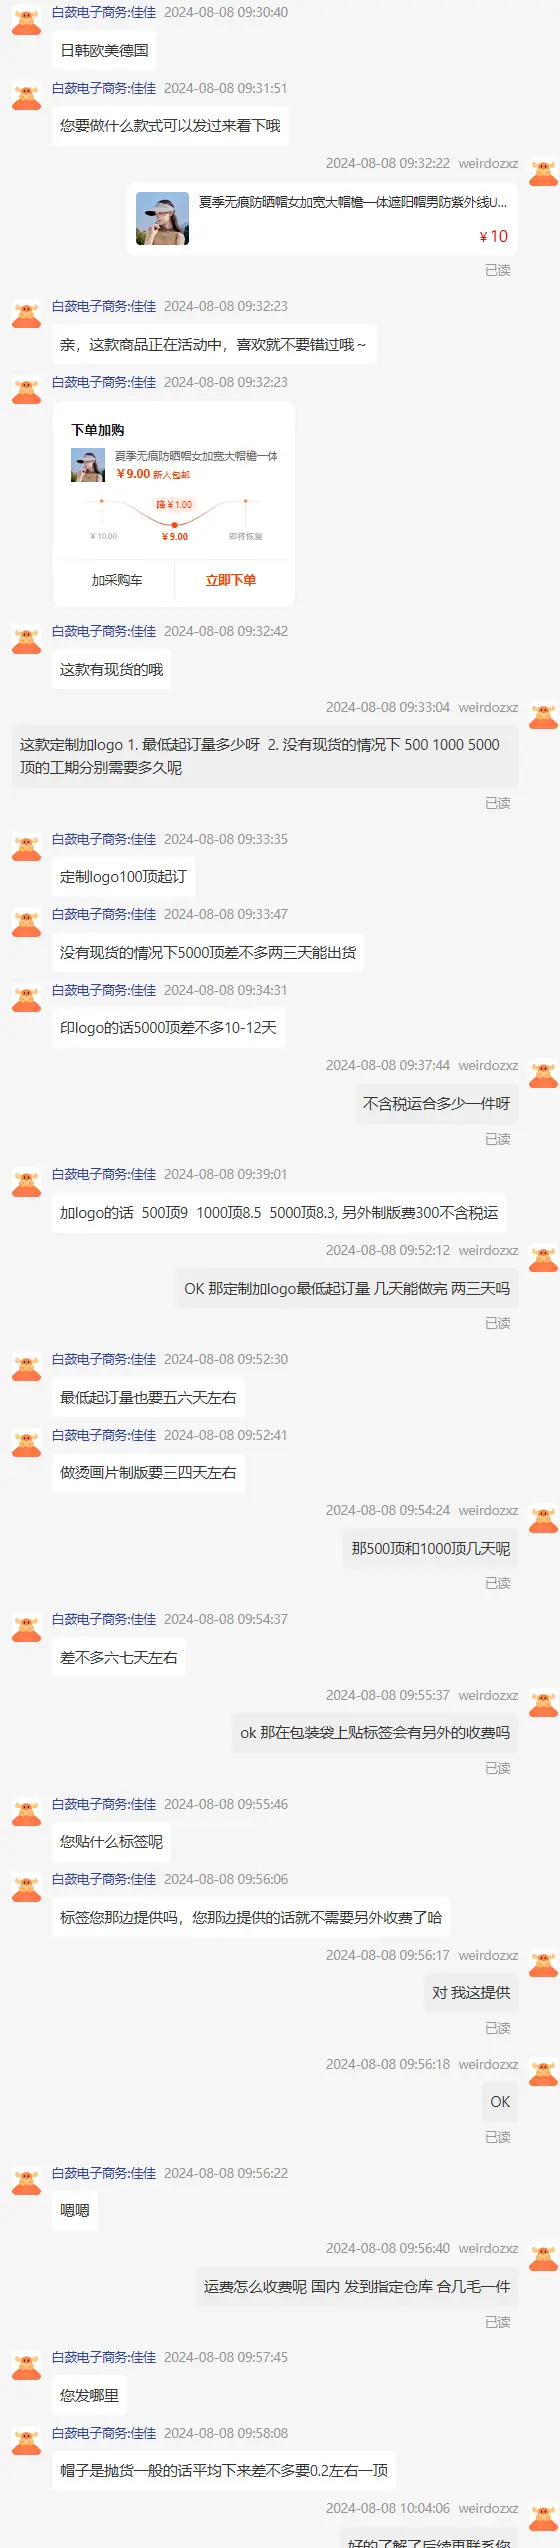 白蔹电子商务:佳佳 2024-08-08 09:30:40
日韩欧美德国
白蔹电子商务:佳佳 2024-08-08 09:31:51
您要做什么款式可以发过来看下哦
2024-08-08 09:32:22 weirdozxz
夏季无痕防晒帽女加宽大帽檐一体遮阳帽男防紫外线U...
¥10
已读
白蔹电子商务:佳佳 2024-08-08 09:32:23
亲，这款商品正在活动中，喜欢就不要错过哦～
白蔹电子商务:佳佳 2024-08-08 09:32:23
下单加购
夏季无痕防晒帽女加宽大帽檐一体
¥9.00 新人包邮
降¥1.00
¥10.00 ¥9.00 即将恢复
加采购车 立即下单
白蔹电子商务:佳佳 2024-08-08 09:32:42
这款有现货的哦
2024-08-08 09:33:04 weirdozxz
这款定制加logo 1. 最低起订量多少呀 2. 没有现货的情况下 500 1000 5000
顶的工期分别需要多久呢
已读
白蔹电子商务:佳佳 2024-08-08 09:33:35
定制logo100顶起订
白蔹电子商务:佳佳 2024-08-08 09:33:47
没有现货的情况下5000顶差不多两三天能出货
白蔹电子商务:佳佳 2024-08-08 09:34:31
印logo的话5000顶差不多10-12天
2024-08-08 09:37:44 weirdozxz
不含税运合多少一件呀
已读
白蔹电子商务:佳佳 2024-08-08 09:39:01
加logo的话 500顶9 1000顶8.5 5000顶8.3, 另外制版费300不含税运
2024-08-08 09:52:12 weirdozxz
OK 那定制加logo最低起订量 几天能做完 两三天吗
已读
白蔹电子商务:佳佳 2024-08-08 09:52:30
最低起订量也要五六天左右
白蔹电子商务:佳佳 2024-08-08 09:52:41
做烫画片制版要三四天左右
2024-08-08 09:54:24 weirdozxz
那500顶和1000顶几天呢
已读
白蔹电子商务:佳佳 2024-08-08 09:54:37
差不多六七天左右
2024-08-08 09:55:37 weirdozxz
ok 那在包装袋上贴标签会有另外的收费吗
已读
白蔹电子商务:佳佳 2024-08-08 09:55:46
您贴什么标签呢
白蔹电子商务:佳佳 2024-08-08 09:56:06
标签您那边提供吗，您那边提供的话就不需要另外收费了哈
2024-08-08 09:56:17 weirdozxz
对 我这提供
已读
2024-08-08 09:56:18 weirdozxz
OK
已读
白蔹电子商务:佳佳 2024-08-08 09:56:22
嗯嗯
2024-08-08 09:56:40 weirdozxz
运费怎么收费呢 国内 发到指定仓库 合几毛一件
已读
白蔹电子商务:佳佳 2024-08-08 09:57:45
您发哪里
白蔹电子商务:佳佳 2024-08-08 09:58:08
帽子是抛货一般的话平均下来差不多要0.2左右一顶
2024-08-08 10:04:06 weirdozxz
好的了解了后续再联系您